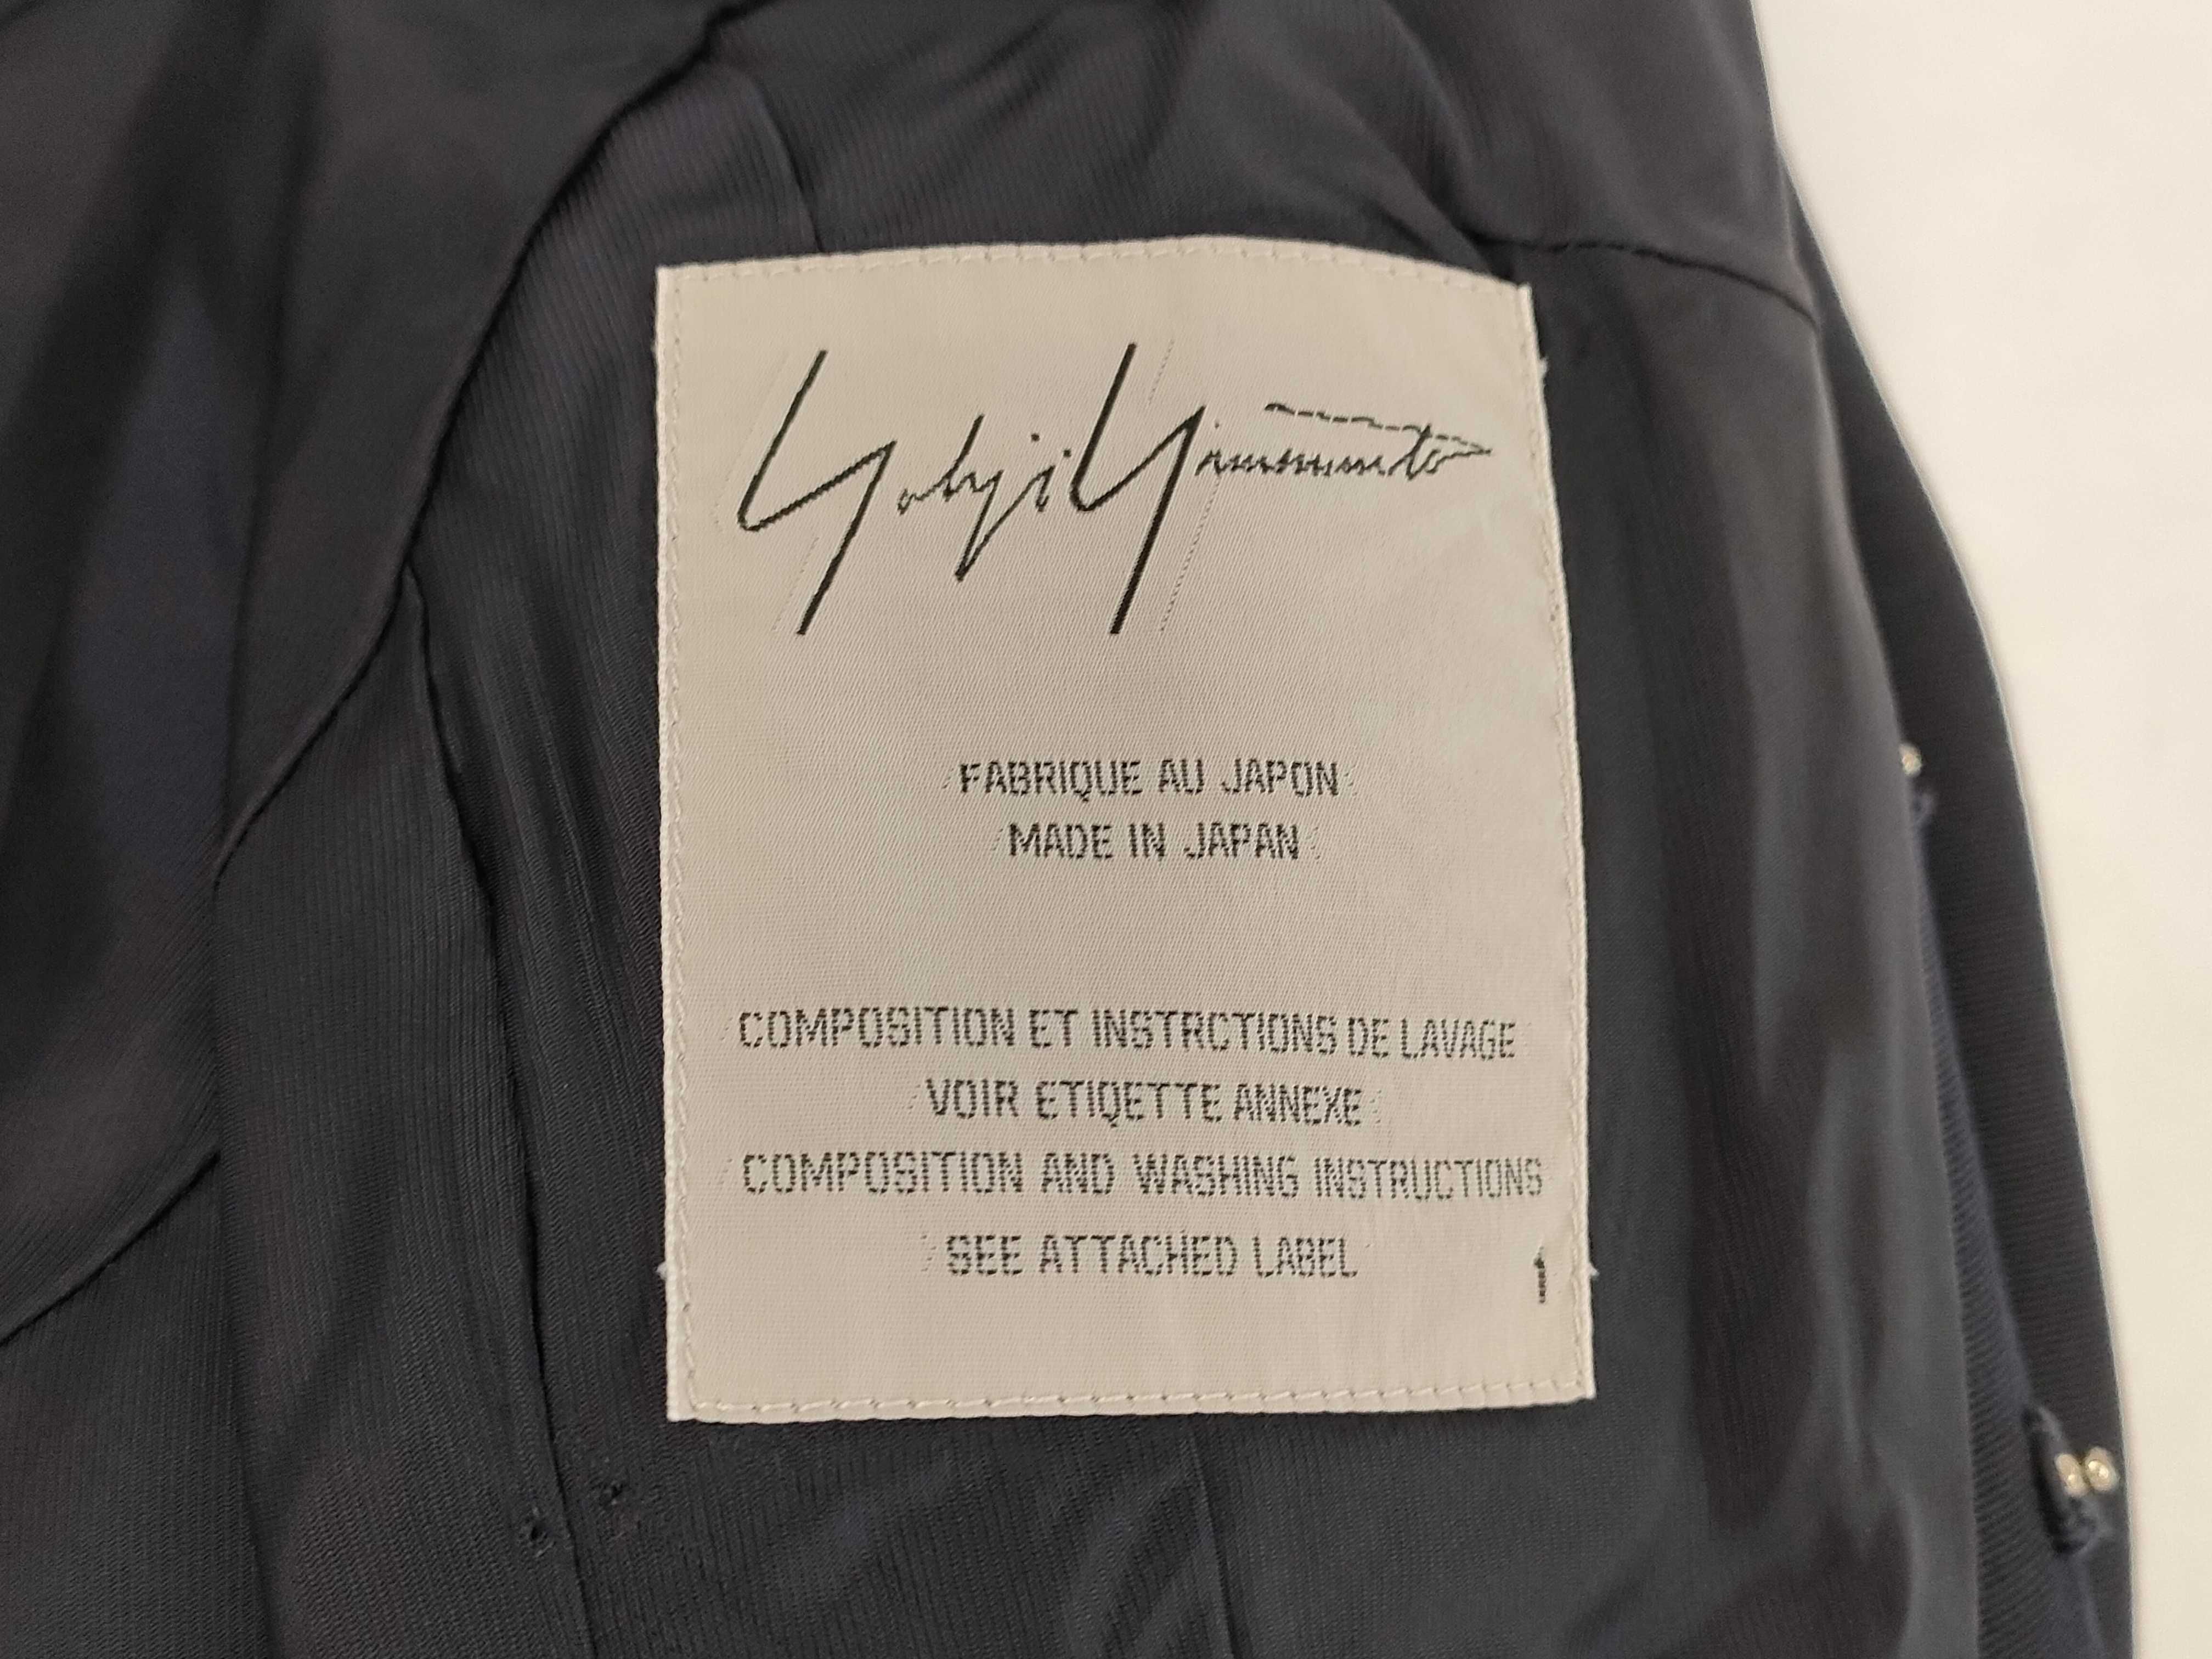 Yohji Yamamoto
FABRIQUE AU JAPON
MADE IN JAPAN
COMPOSITION ET INSTRCTIONS DE LAVAGE
VOIR ETIQETTE ANNEXE
COMPOSITION AND WASHING INSTRUCTIONS
SEE ATTACHED LABEL
1